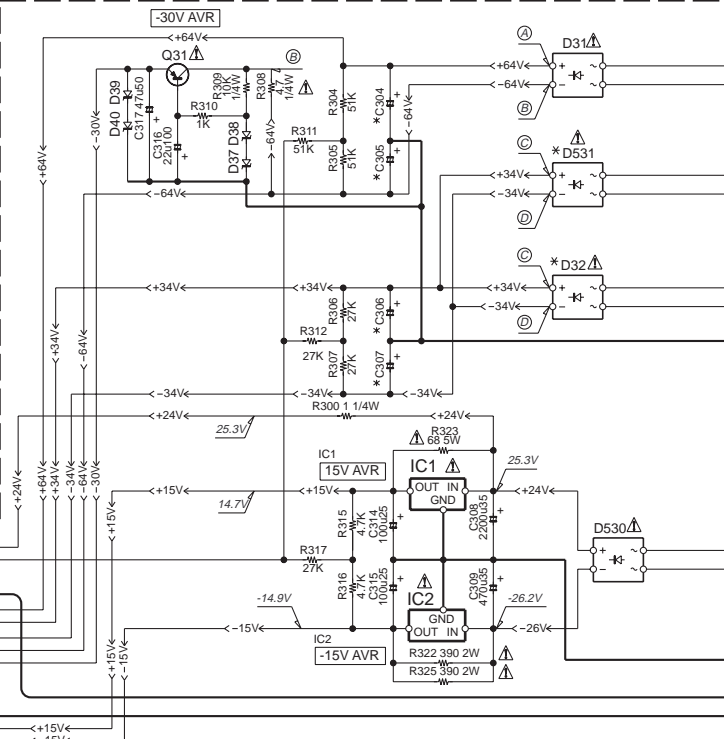 -30V AVR
<+64V<
Q31
B
A
D31
+64V<
+
~
−64V<
−
~
B
D39
D40
C317 47u50
C316
22u100
+
+
R310
1K
R309
10K
1/4W
R308
4.7
1/4W
D38
D37
<−64V<
R311
51K
R304
51K
R305
51K
* C304
+
* C305
+
<−64V<
<−30V<
<+64V<
<−64V<
C
* D531
<+34V<
+
~
<−34V<
−
~
D
C
* D32
<+34V<
<+34V<
<+34V<
+
~
<−34V<
−
~
D
<+34V<
<−64V<
R306
27K
R312
27K
R307
27K
* C306
+
* C307
+
<−34V<
<−34V<
<−34V<
R300 1 1/4W
<+24V<
<+24V<
25.3V
R323
68 5W
IC1
15V AVR
IC1
25.3V
OUT IN
GND
<+24V<
<+24V<
<+64V<
<+34V<
<−34V<
<−64V<
<−30V<
<+15V<
<+15V<
14.7V
<+15V<
R315
4.7K
C314
100u25
+
C308
2200u35
+
D530
+
~
−
~
R317
27K
R316
4.7K
C315
100u25
+
C309
470u35
+
IC2
GND
OUT IN
-14.9V
-26.2V
<−15V<
<−26V<
IC2
-15V AVR
R322 390 2W
R325 390 2W
<+15V<
<−15V<
<+15V<